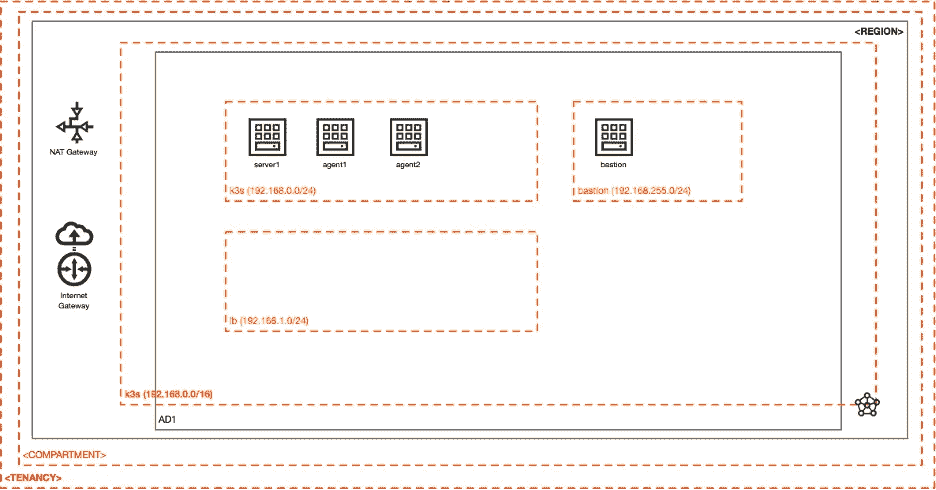 <REGION>
NAT Gateway
server1
agent1
agent2
bastion
k3s (192.168.0.0/24)
bastion (192.168.255.0/24)
Internet
Gateway
lb (192.168.1.0/24)
k3s (192.168.0.0/16)
AD1
<COMPARTMENT>
<TENANCY>